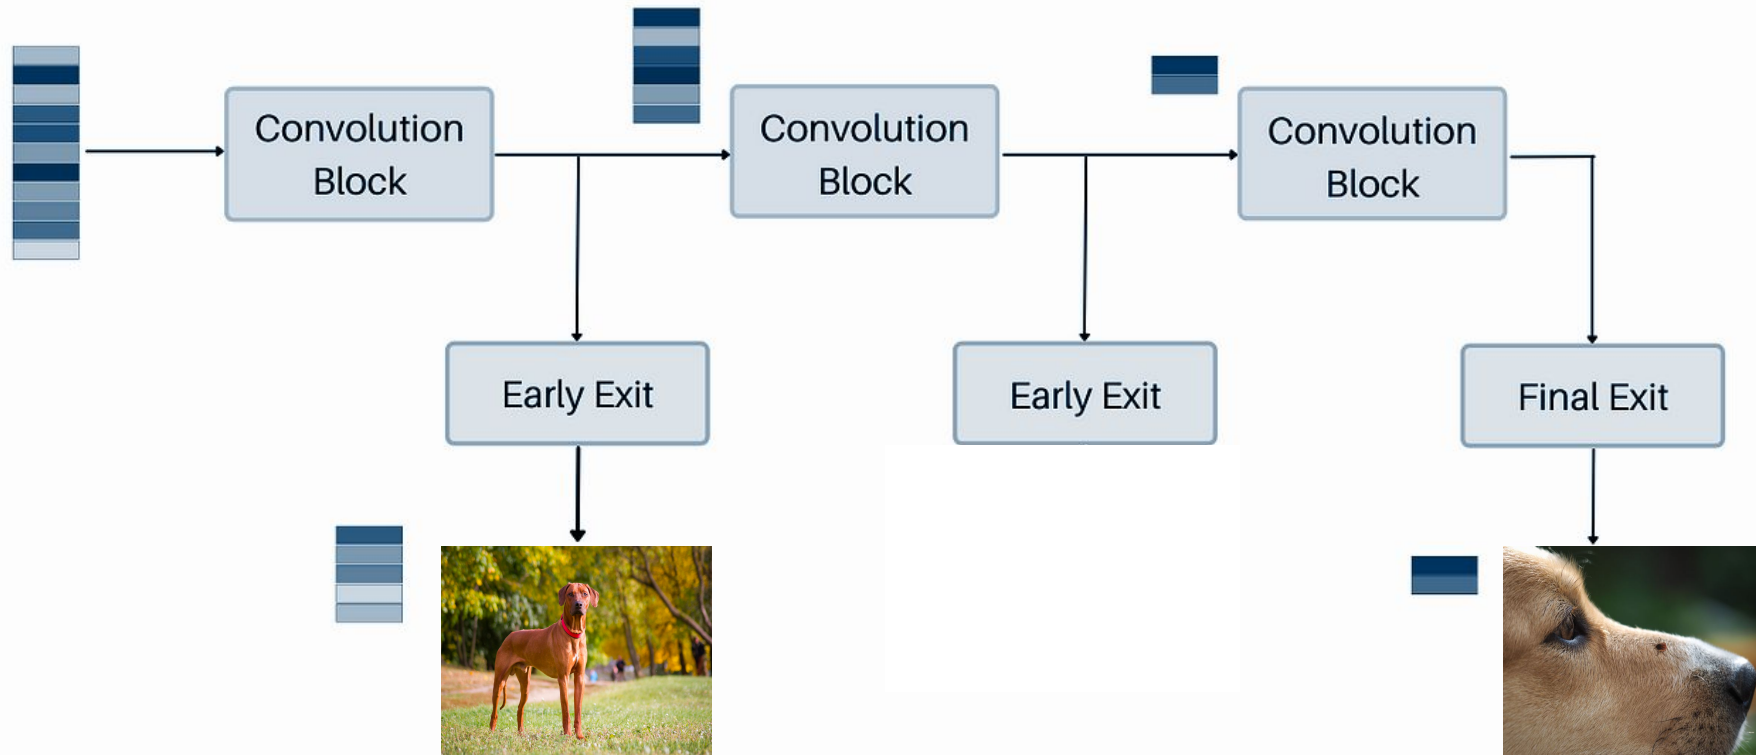 Convolution
Block
Convolution
Block
Convolution
Block
Early Exit
Early Exit
Final Exit